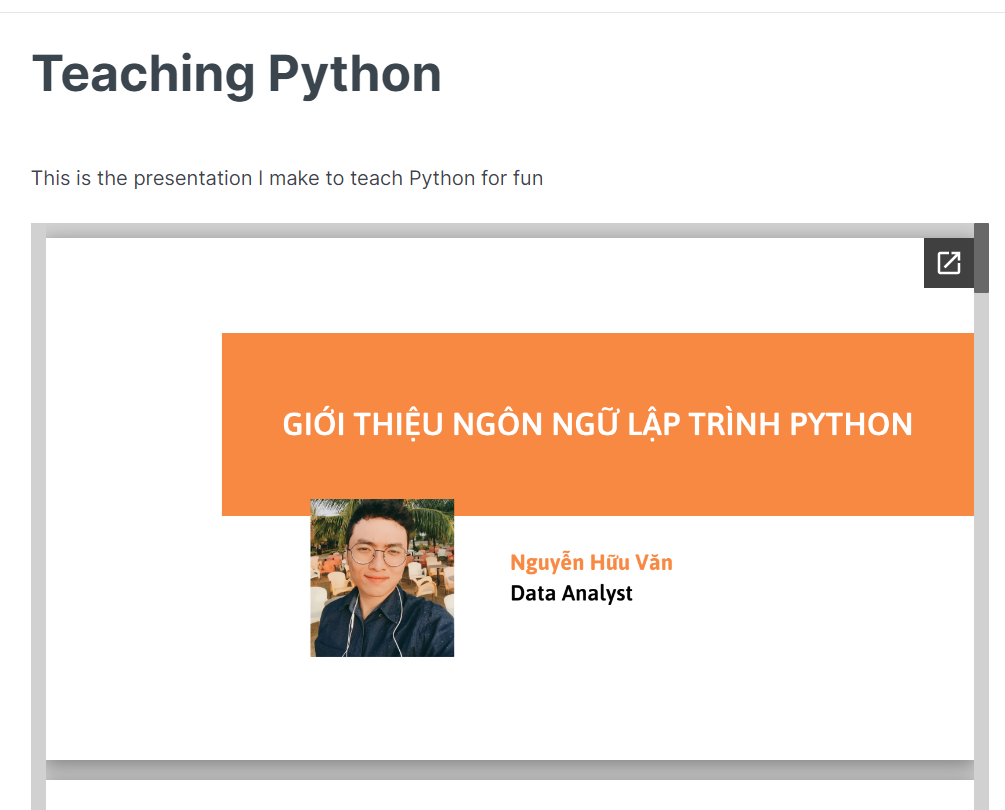 Teaching Python
This is the presentation I make to teach Python for fun
GIỚI THIỆU NGÔN NGỮ LẬP TRÌNH PYTHON
Nguyễn Hữu Văn
Data Analyst